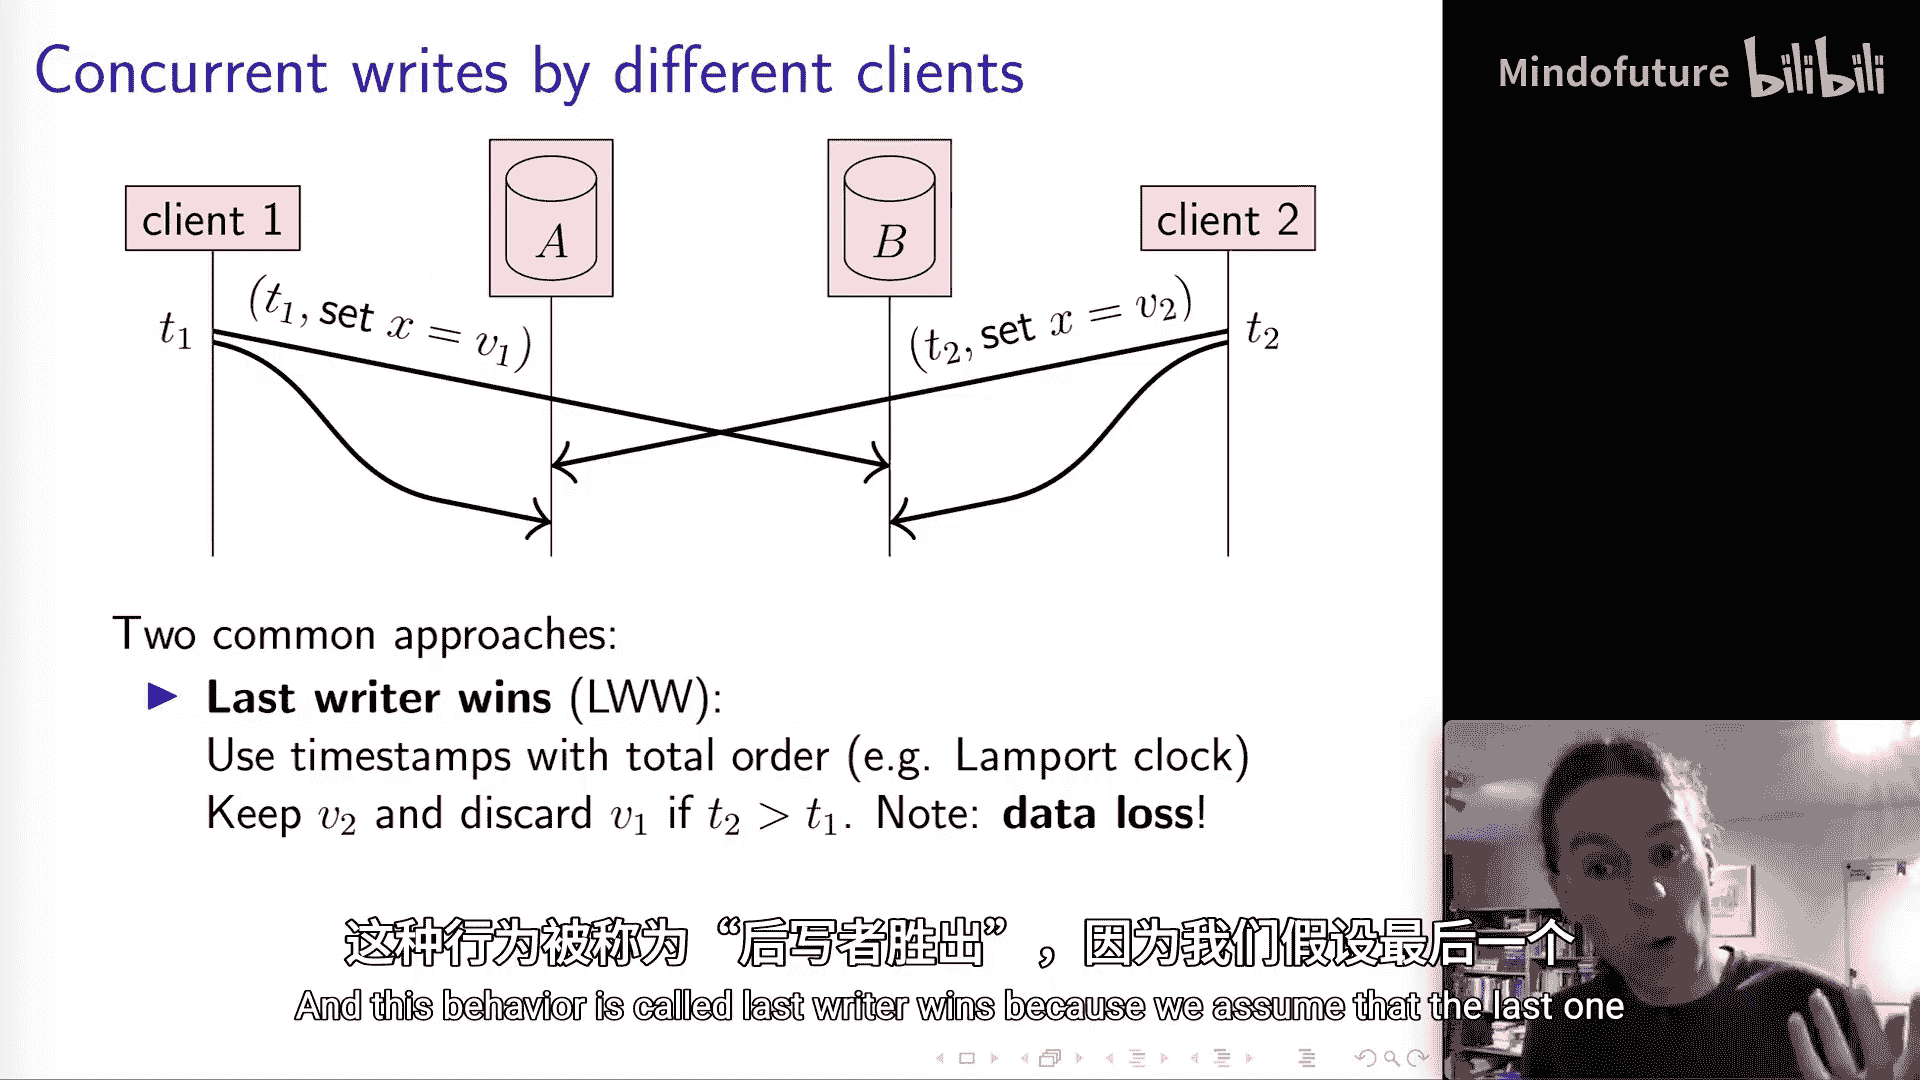 Concurrent writes by different clients
Mindofuture bilibili
client 1
A
B
client 2
t₁
(t₁, set x = v₁)
(t₂, set x = v₂)
t₂
Two common approaches:
▶ Last writer wins (LWW):
Use timestamps with total order (e.g. Lamport clock)
Keep v₂ and discard v₁ if t₂ > t₁. Note: data loss!
这种行为被称为“后写者胜出”，因为我们假设最后一个
And this behavior is called last writer wins because we assume that the last one